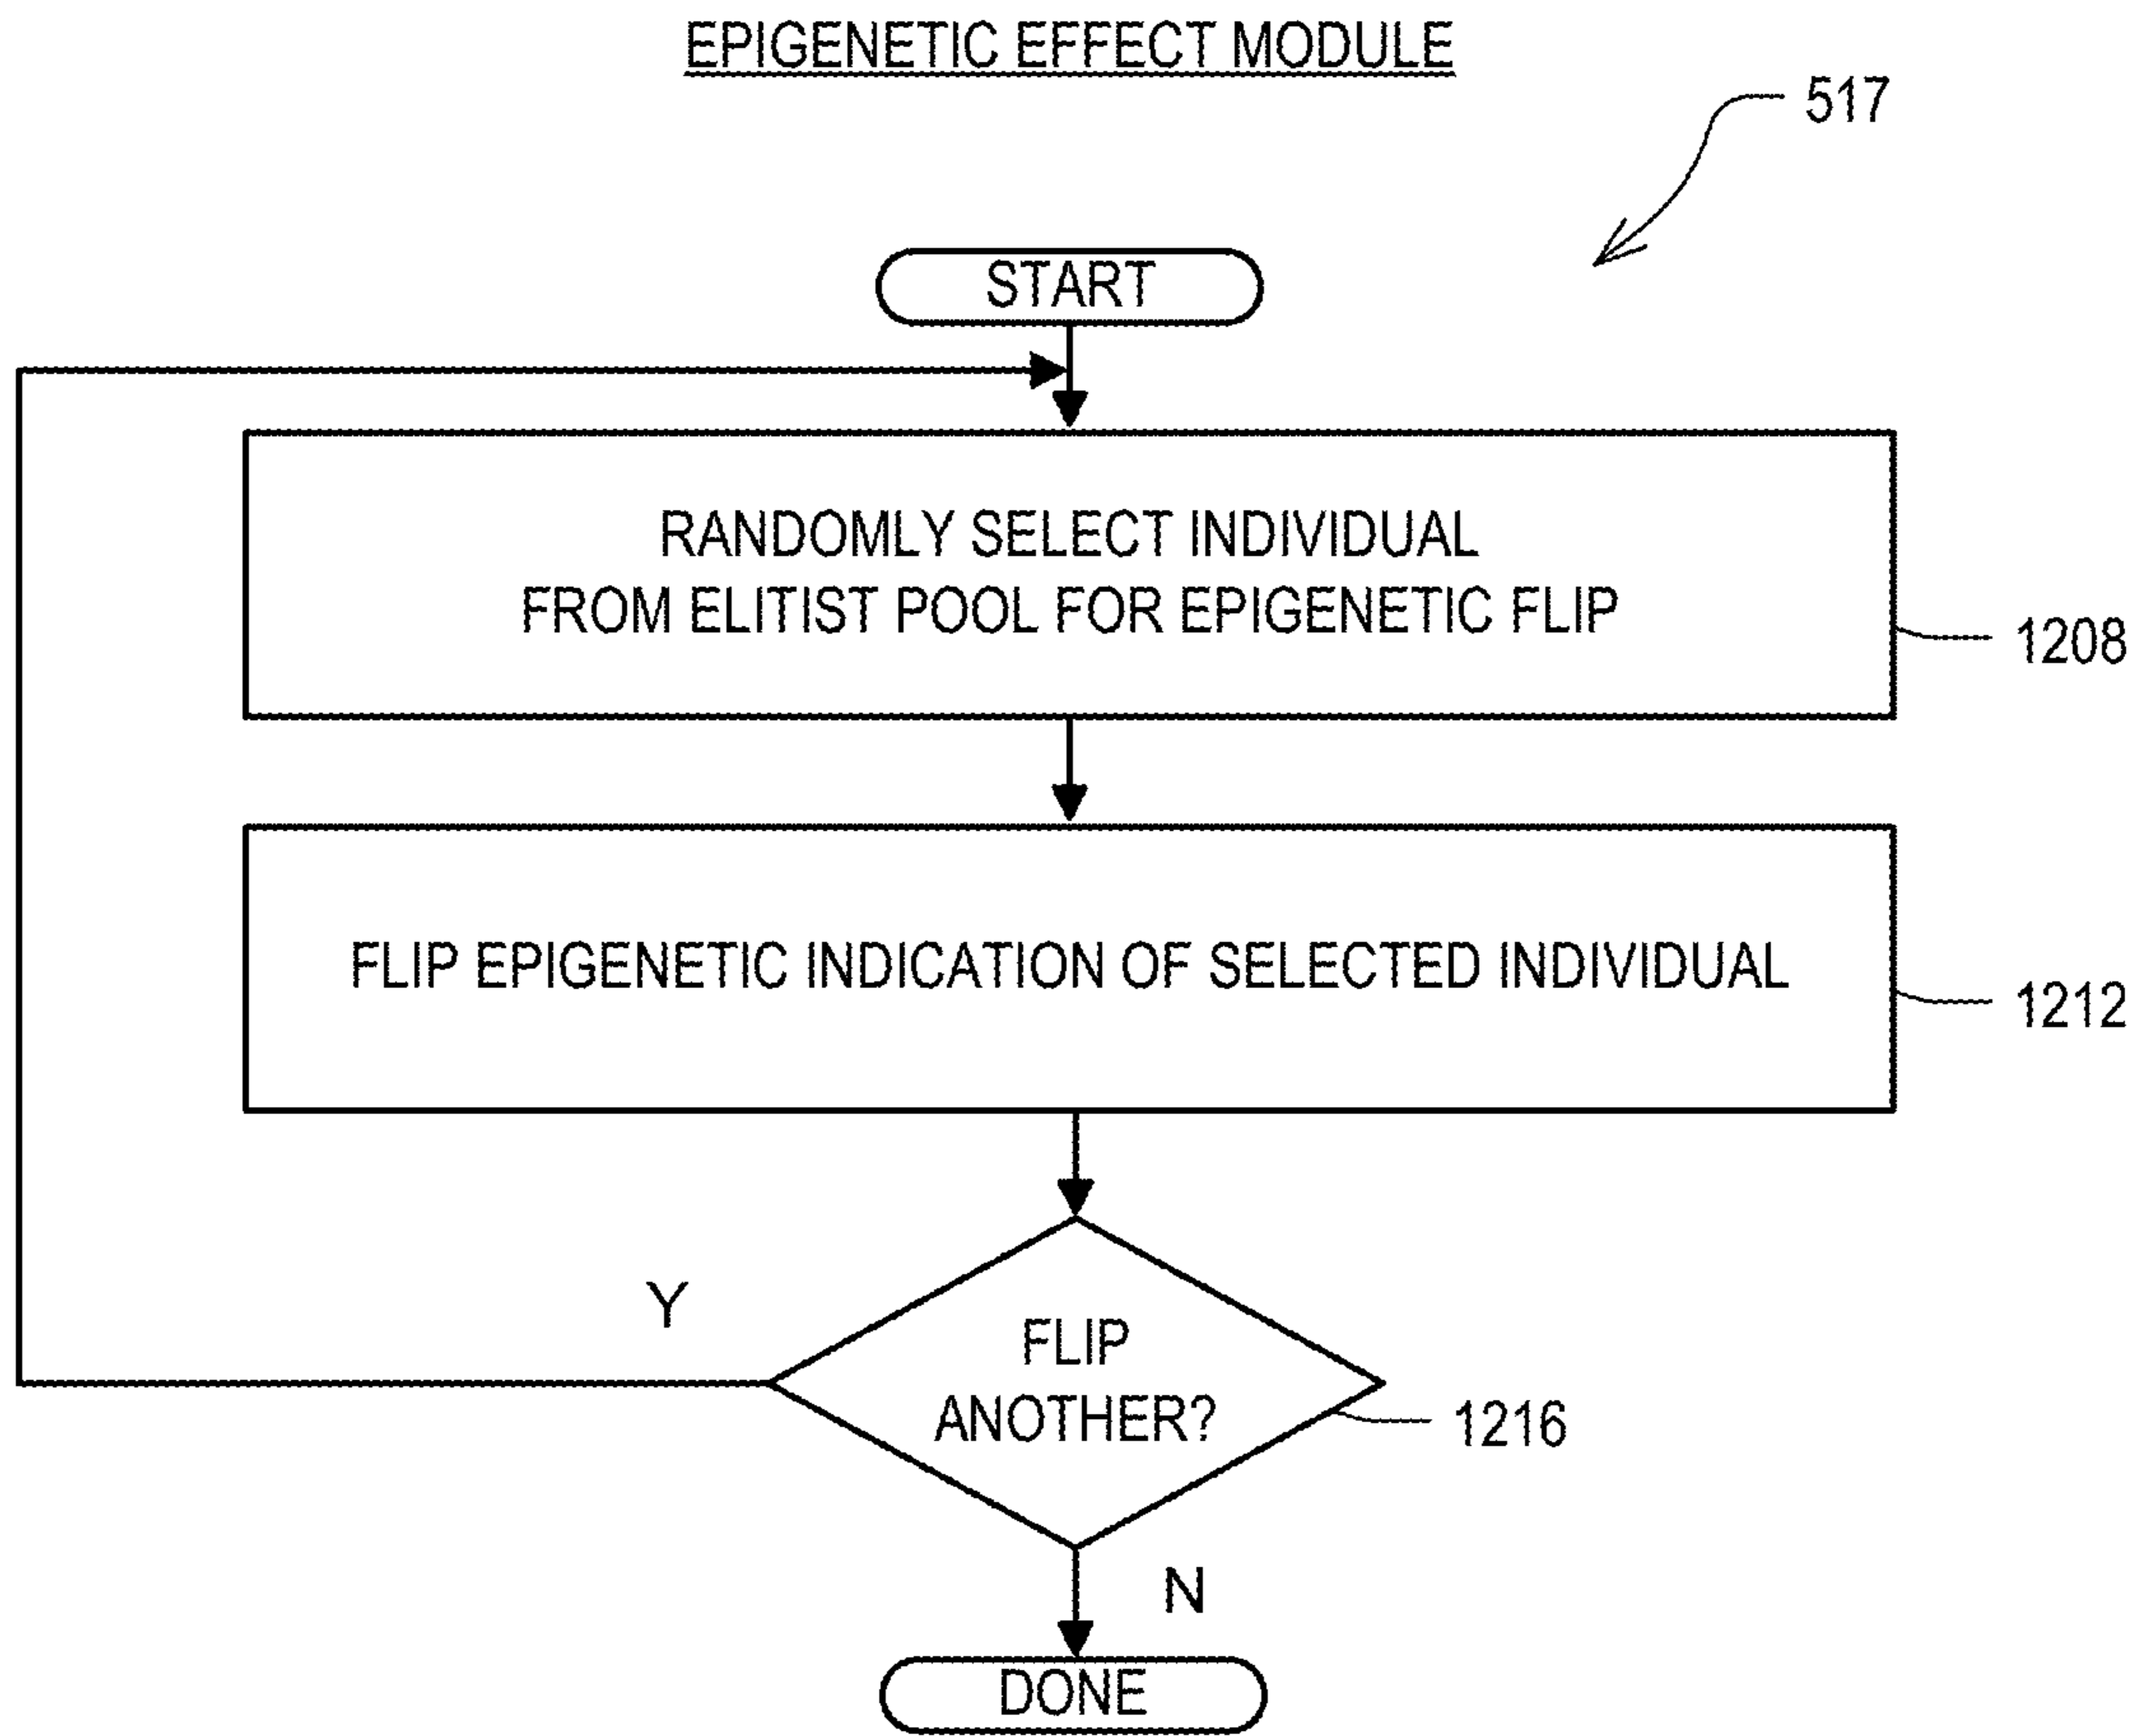 EPIGENETIC EFFECT MODULE
517
START
RANDOMLY SELECT INDIVIDUAL
FROM ELITIST POOL FOR EPIGENETIC FLIP
1208
FLIP EPIGENETIC INDICATION OF SELECTED INDIVIDUAL
1212
Y
FLIP
ANOTHER?
1216
N
DONE